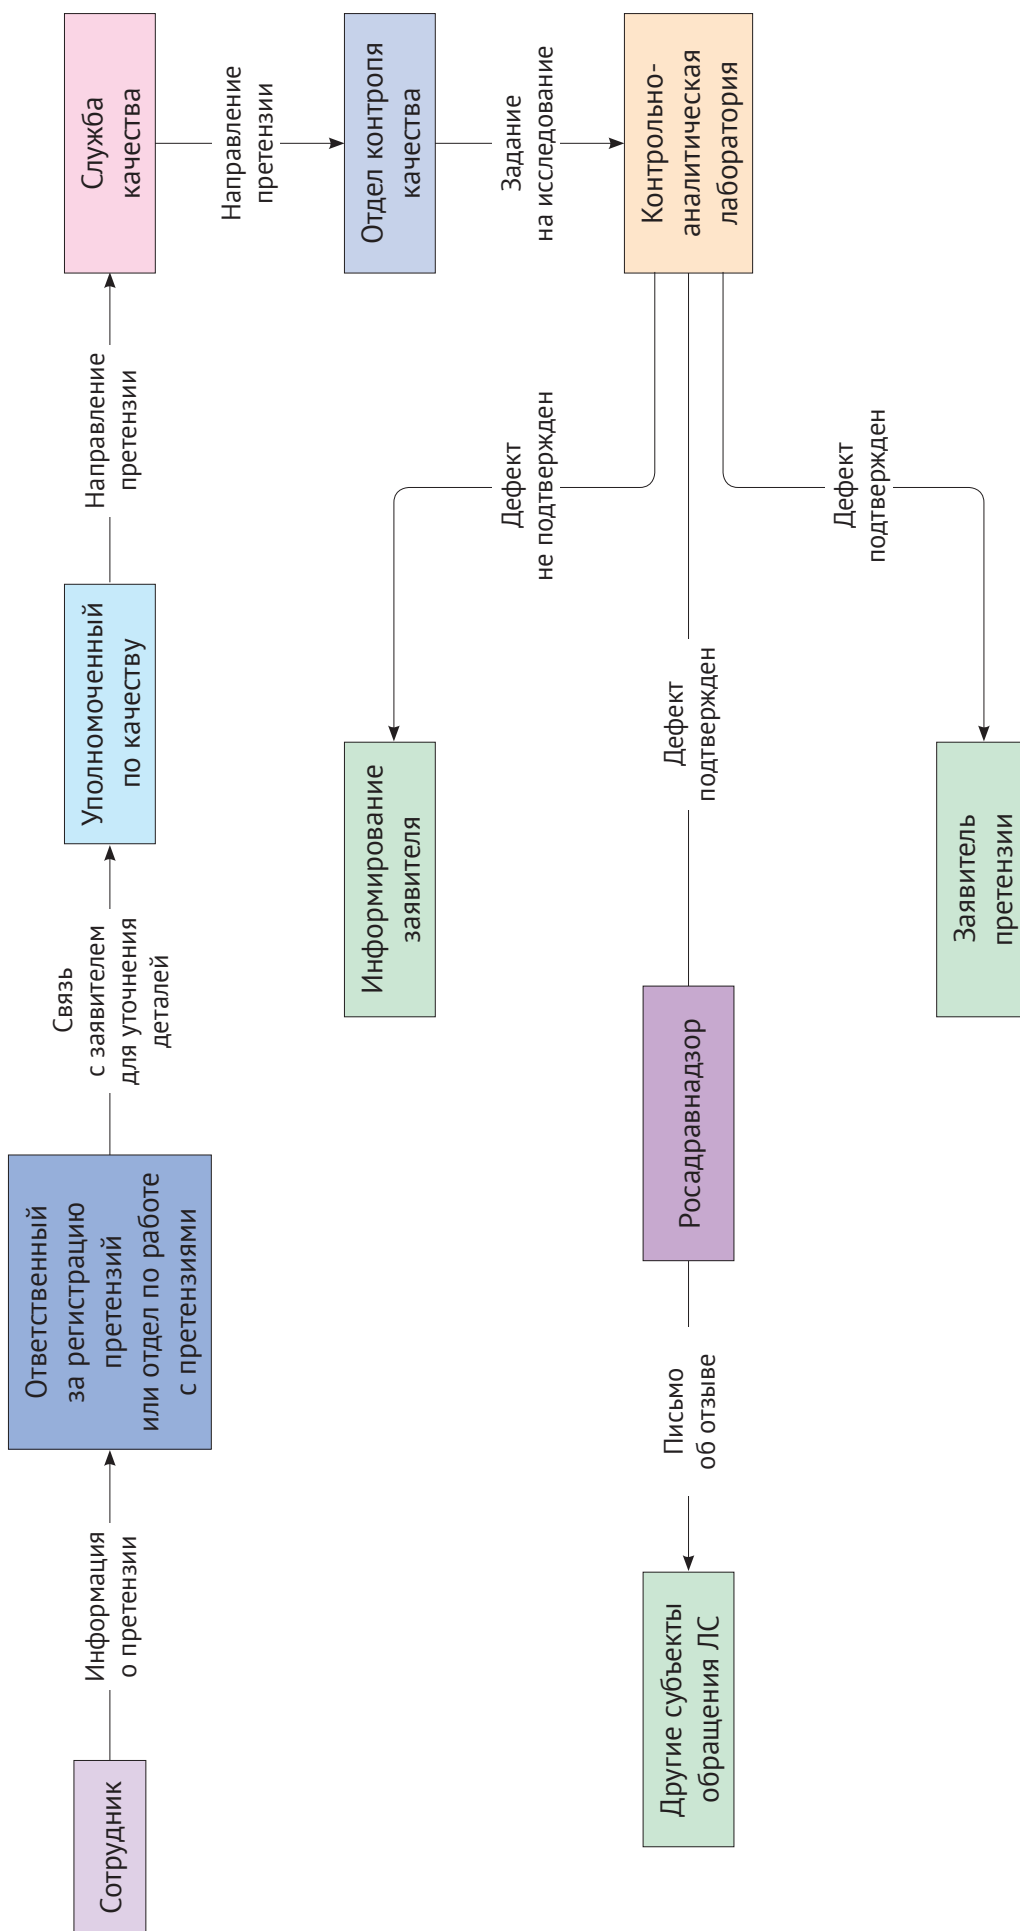 Сотрудник
Информация
о претензии
Ответственный
за регистрацию
претензий
или отдел по работе
с претензиями
Связь
с заявителем
для уточнения
деталей
Уполномоченный
по качеству
Направление
претензии
Служба
качества
Направление
претензии
Отдел контропя
качества
Задание
на исследование
Контрольно-
аналитическая
лаборатория
Дефект
не подтвержден
Информирование
заявителя
Дефект
подтвержден
Росадравнадзор
Письмо
об отзыве
Другие субъекты
обращения ЛС
Дефект
подтвержден
Заявитель
претензии